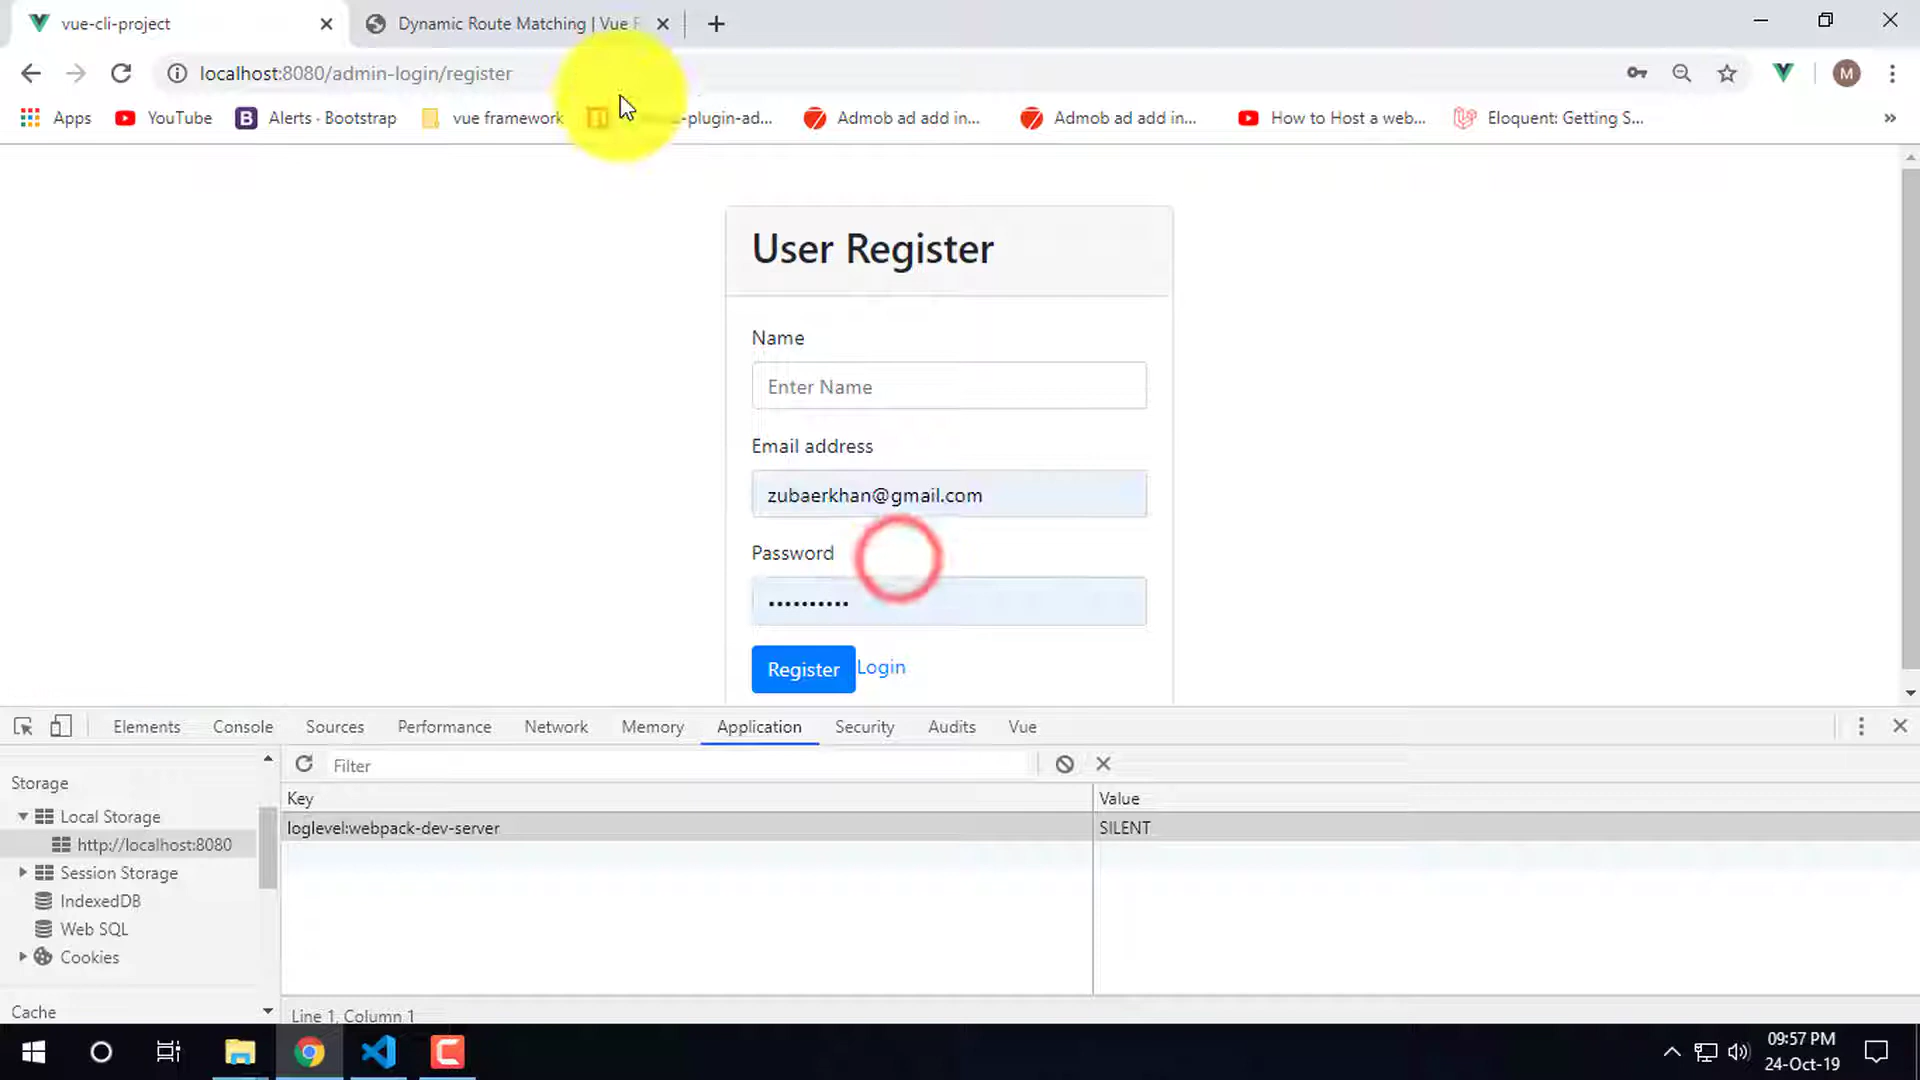 vue-cli-project
Dynamic Route Matching | Vue
localhost:8080/admin-login/register
M
Apps
YouTube
B Alerts · Bootstrap
vue framework
-plugin-ad...
Admob ad add in...
Admob ad add in...
How to Host a web...
Eloquent: Getting S...
»
User Register
Name
Enter Name
Email address
zubaerkhan@gmail.com
Password
••••••••••
Register Login
Elements Console Sources Performance Network Memory Application Security Audits Vue
Filter
Storage
Key Value
Local Storage
loglevel:webpack-dev-server SILENT
http://localhost:8080
Session Storage
IndexedDB
Web SQL
Cookies
Cache
Line 1, Column 1
09:57 PM
24-Oct-19